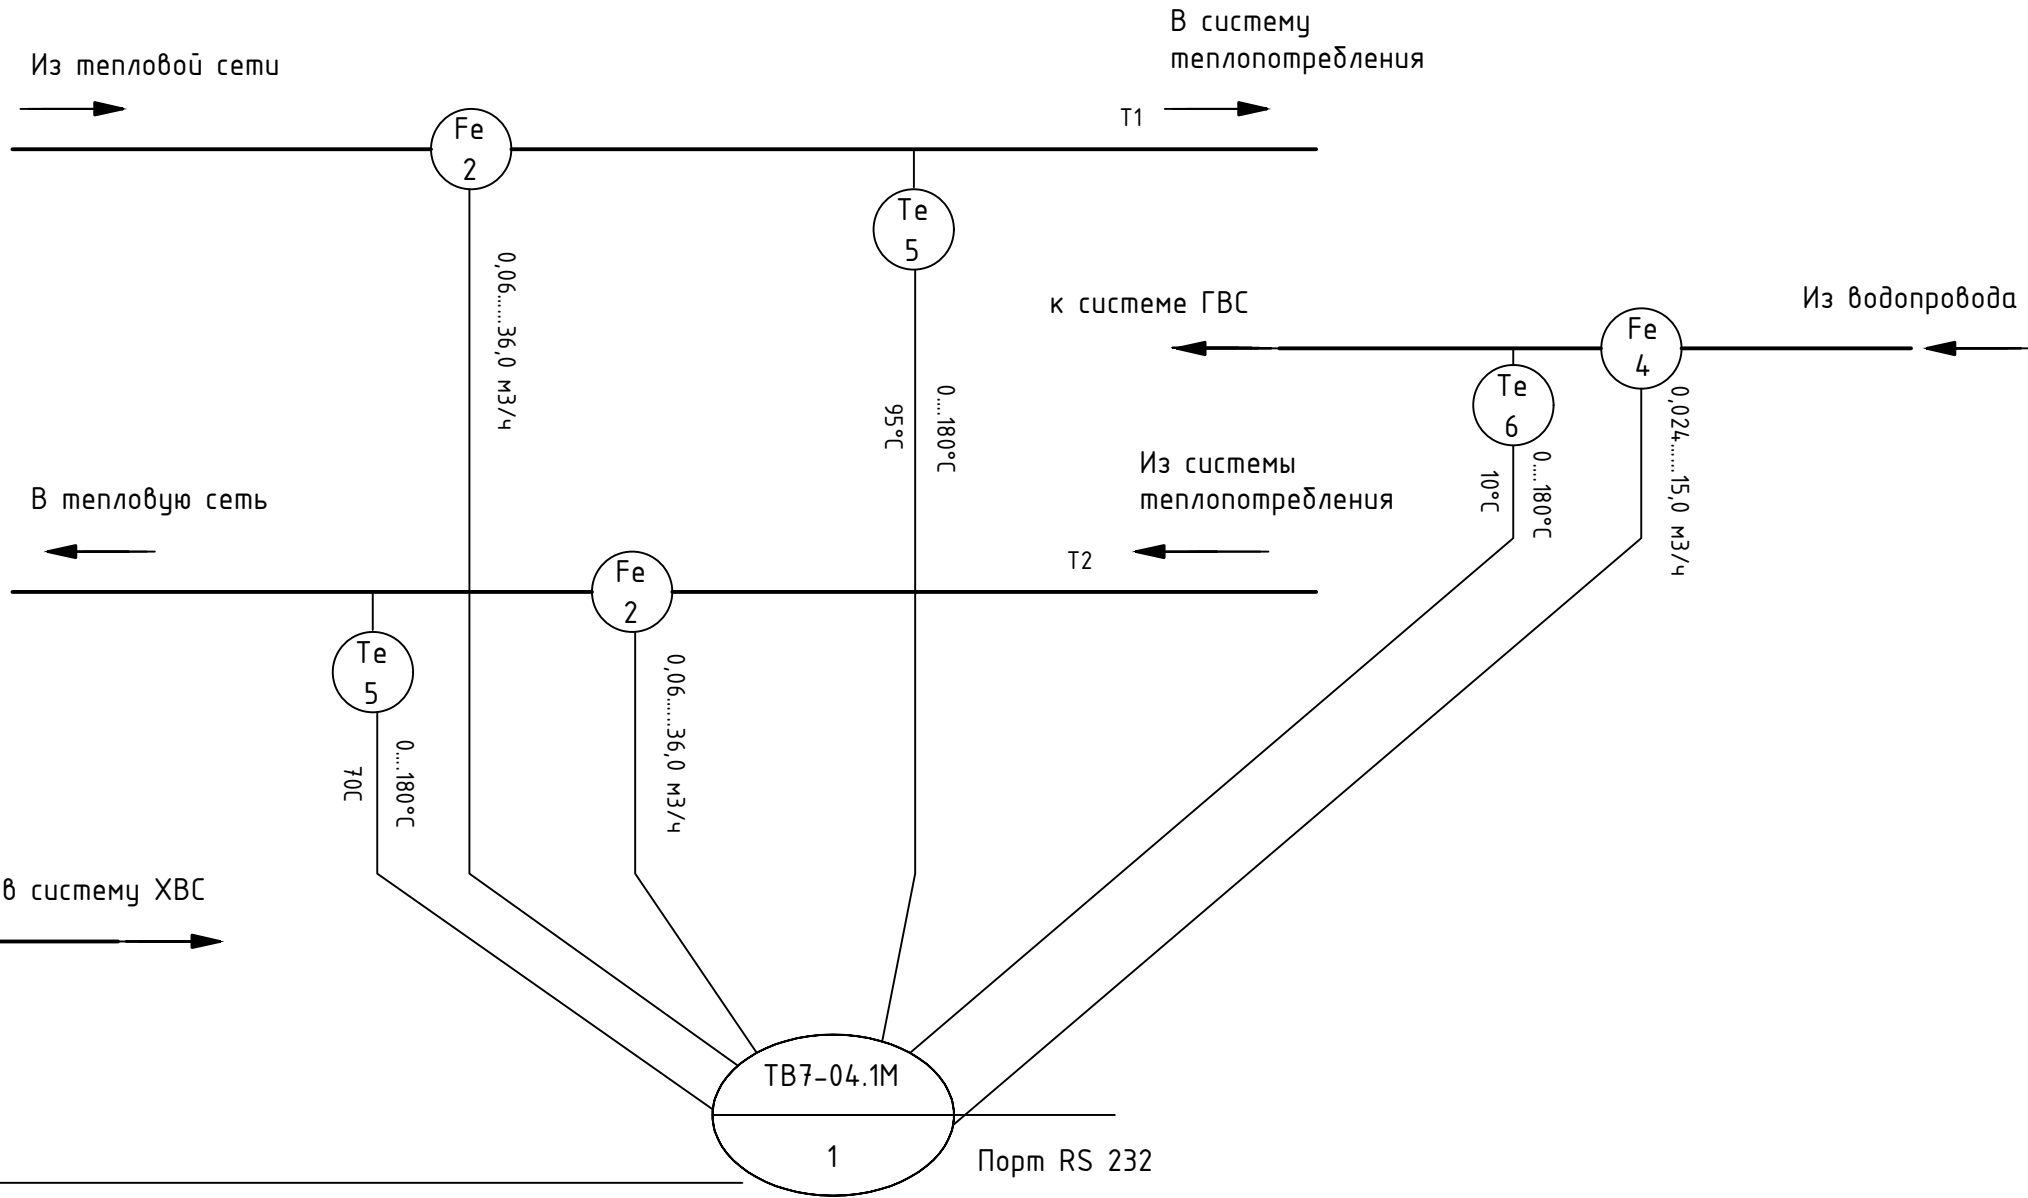 В систему
теплопотребления
Из тепловой сети
T1
Fe
2
Te
5
0,06........36,0 м3/ч
к системе ГВС
Из водопровода
Fe
4
Te
6
0....180°C
95°C
0,024.......15,0 м3/ч
0....180°C
10°C
Из системы
теплопотребления
В тепловую сеть
T2
Fe
2
Te
5
0,06........36,0 м3/ч
0....180°C
70C
в систему ХВС
ТВ7-04.1М
1
Порт RS 232